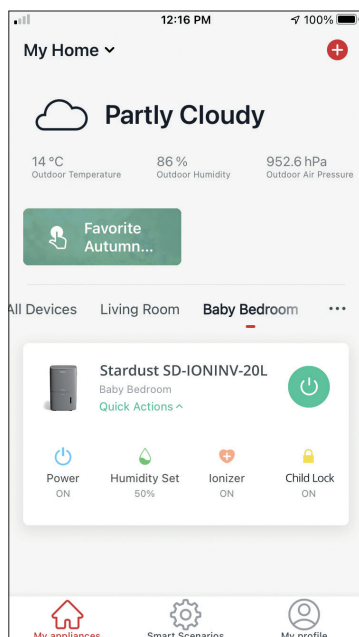 12:16 PM
100%
My Home
Partly Cloudy
14 °C 86 % 952.6 hPa
Outdoor Temperature Outdoor Humidity Outdoor Air Pressure
Favorite
Autumn...
All Devices Living Room Baby Bedroom ...
Stardust SD-IONINV-20L
Baby Bedroom
Quick Actions
Power Humidity Set Ionizer Child Lock
ON 50% ON ON
My appliances Smart Scenarios My profile